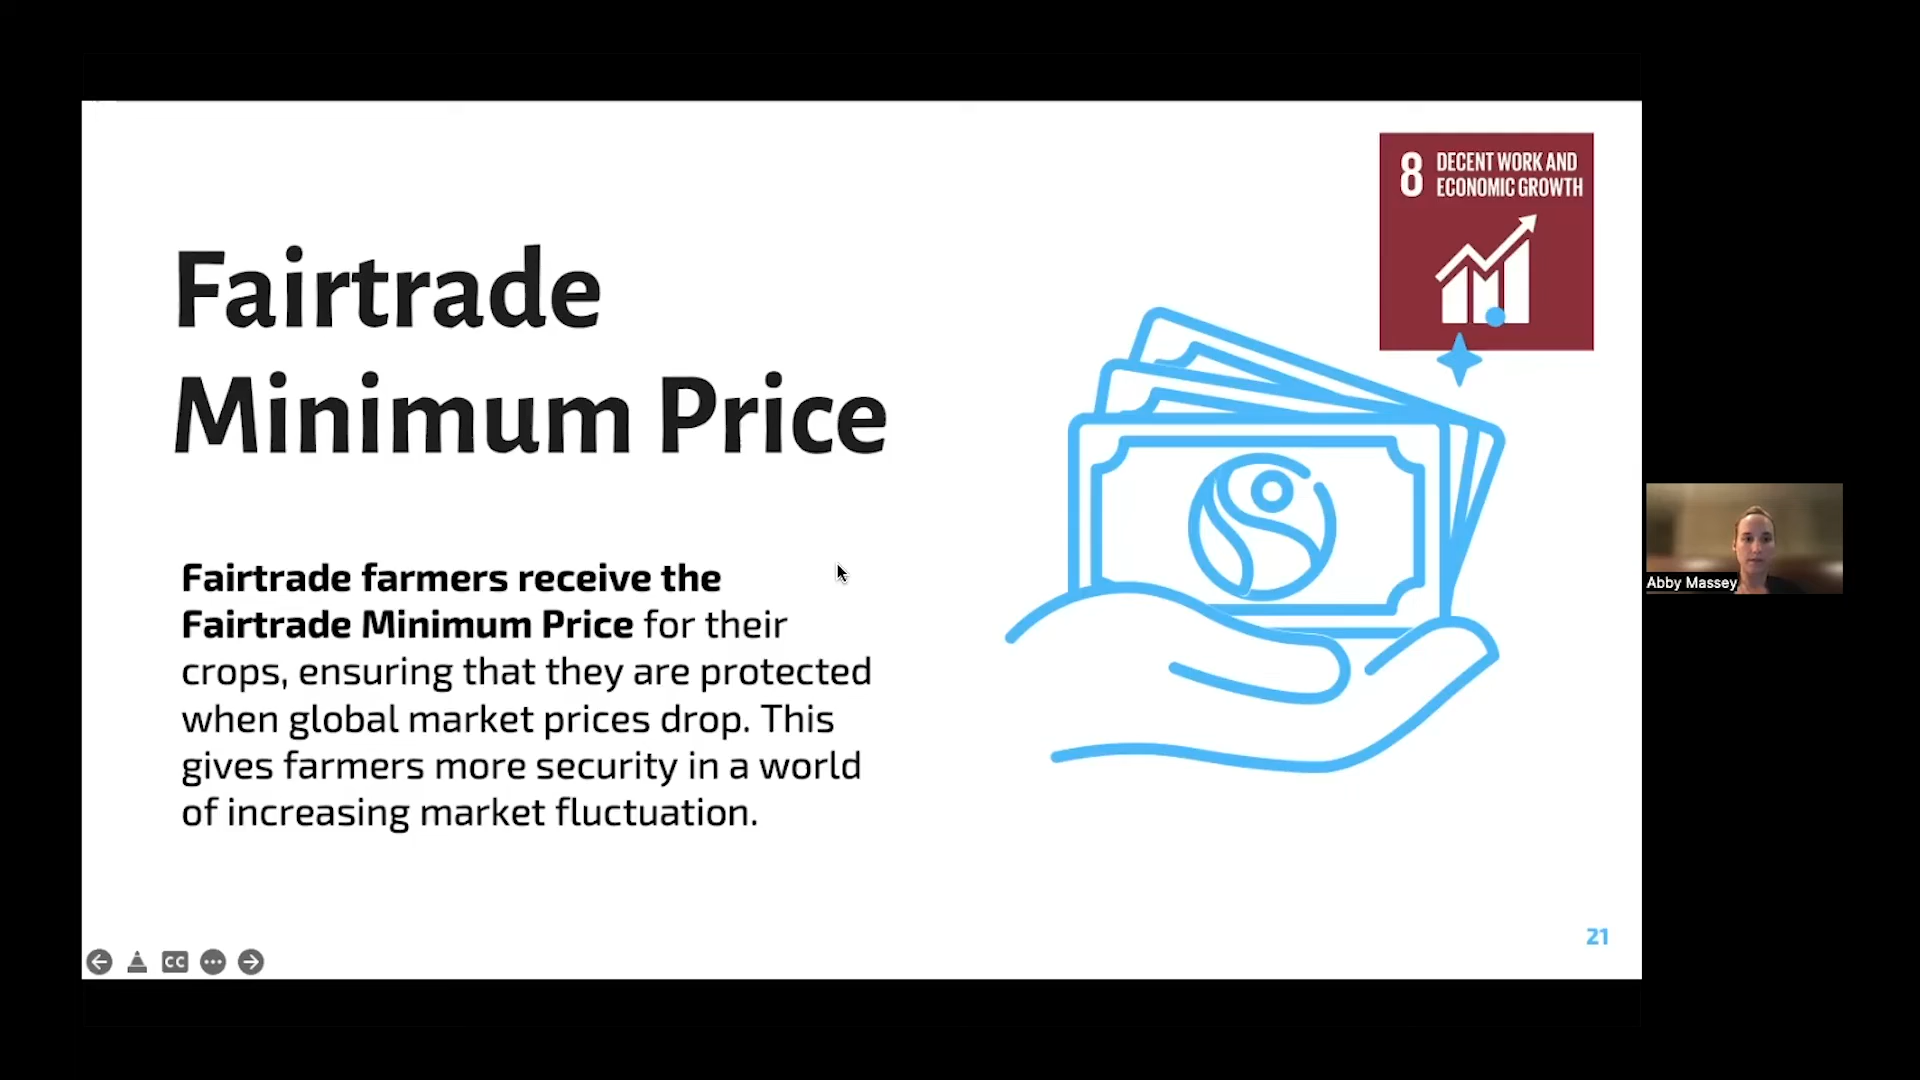 8 DECENT WORK AND
ECONOMIC GROWTH
Fairtrade
Minimum Price
Fairtrade farmers receive the
Fairtrade Minimum Price for their
crops, ensuring that they are protected
when global market prices drop. This
gives farmers more security in a world
of increasing market fluctuation.
Abby Massey
21
CC